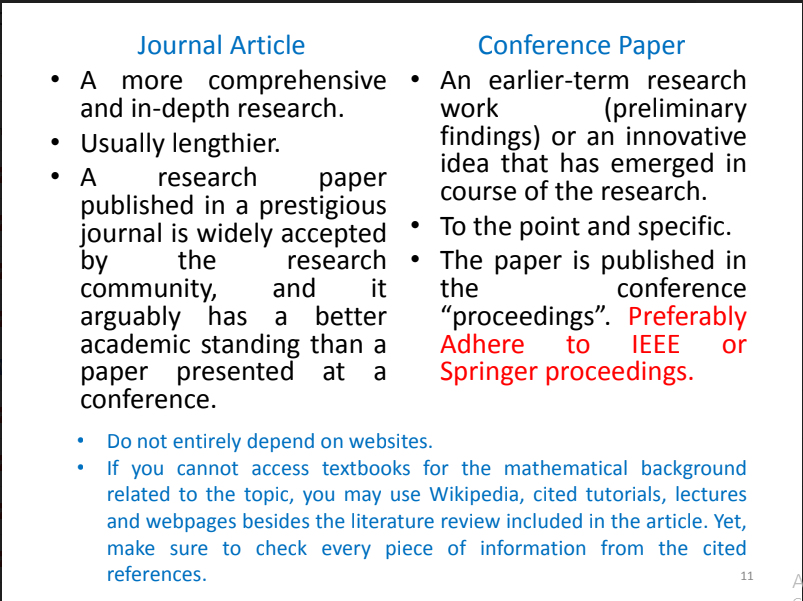 Journal Article
• A more comprehensive
and in-depth research.
• Usually lengthier.
• A research paper
published in a prestigious
journal is widely accepted
by the research
community, and it
arguably has a better
academic standing than a
paper presented at a
conference.
Conference Paper
• An earlier-term research
work (preliminary
findings) or an innovative
idea that has emerged in
course of the research.
• To the point and specific.
• The paper is published in
the conference
“proceedings”. Preferably
Adhere to IEEE or
Springer proceedings.
• Do not entirely depend on websites.
• If you cannot access textbooks for the mathematical background
related to the topic, you may use Wikipedia, cited tutorials, lectures
and webpages besides the literature review included in the article. Yet,
make sure to check every piece of information from the cited
references.
11